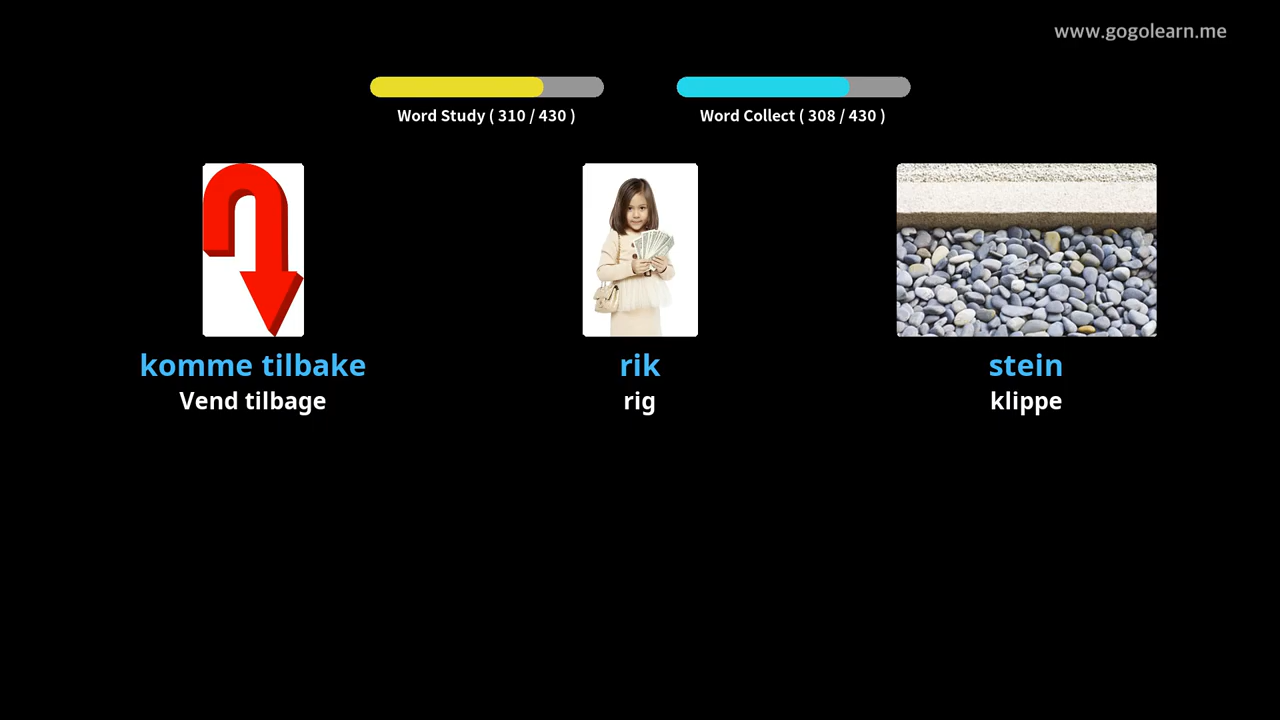 www.gogolearn.me
Word Study ( 310 / 430 )
Word Collect ( 308 / 430 )
komme tilbake
Vend tilbage
rik
rig
stein
klippe